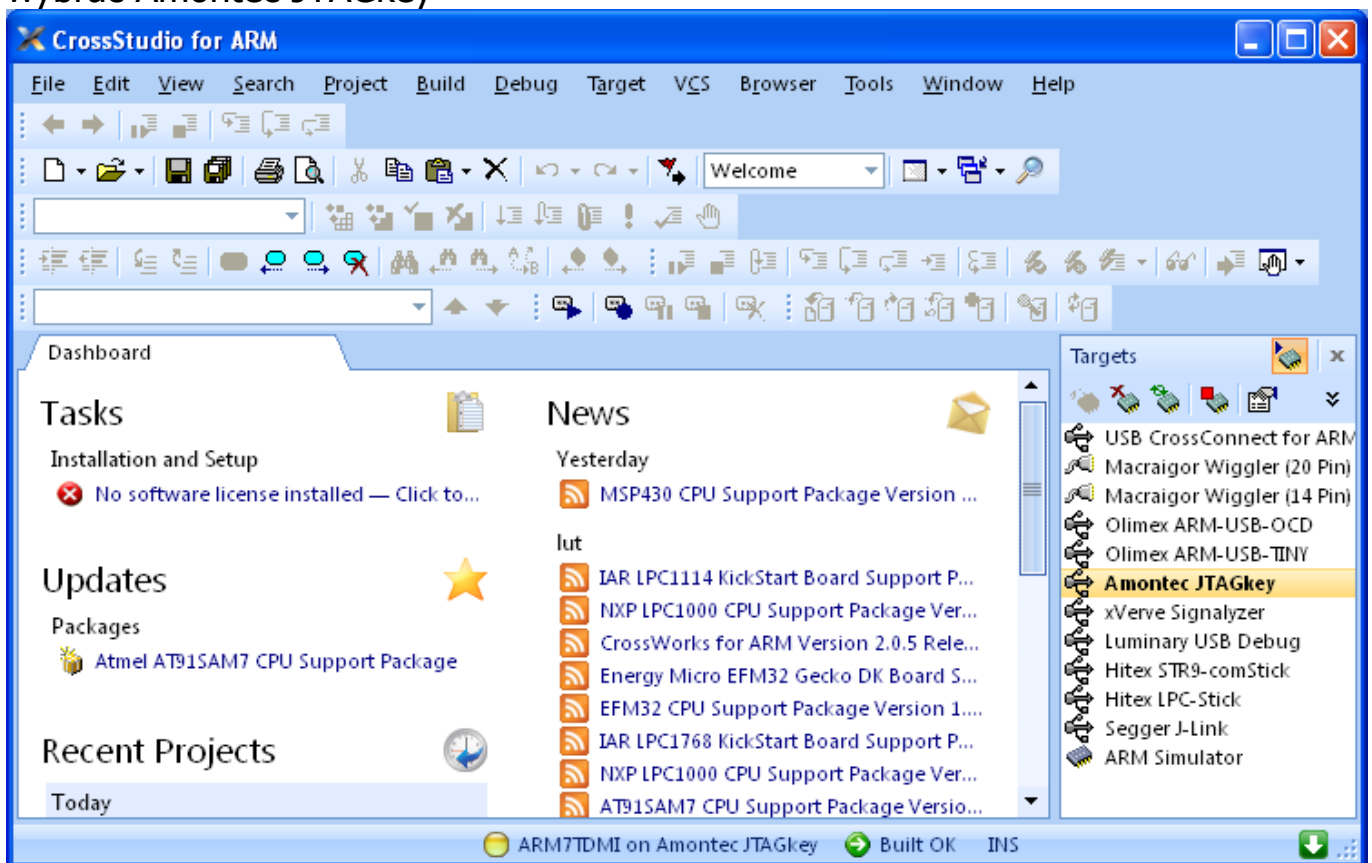 wybrać Amontec JTAGkey
CrossStudio for ARM
File Edit View Search Project Build Debug Target VCS Browser Tools Window Help
Welcome
Dashboard
Tasks
Installation and Setup
No software license installed — Click to...
Updates
Packages
Atmel AT91SAM7 CPU Support Package
Recent Projects
Today
News
Yesterday
MSP430 CPU Support Package Version ...
lut
IAR LPC1114 KickStart Board Support P...
NXP LPC1000 CPU Support Package Ver...
CrossWorks for ARM Version 2.0.5 Rele...
Energy Micro EFM32 Gecko DK Board S...
EFM32 CPU Support Package Version 1....
IAR LPC1768 KickStart Board Support P...
NXP LPC1000 CPU Support Package Ver...
AT91SAM7 CPU Support Package Versio...
Targets
USB CrossConnect for ARM
Macraigor Wiggler (20 Pin)
Macraigor Wiggler (14 Pin)
Olimex ARM-USB-OCD
Olimex ARM-USB-TINY
Amontec JTAGkey
xVerve Signalyzer
Luminary USB Debug
Hitex STR9-comStick
Hitex LPC-Stick
Segger J-Link
ARM Simulator
ARM7TDMI on Amontec JTAGkey Built OK INS